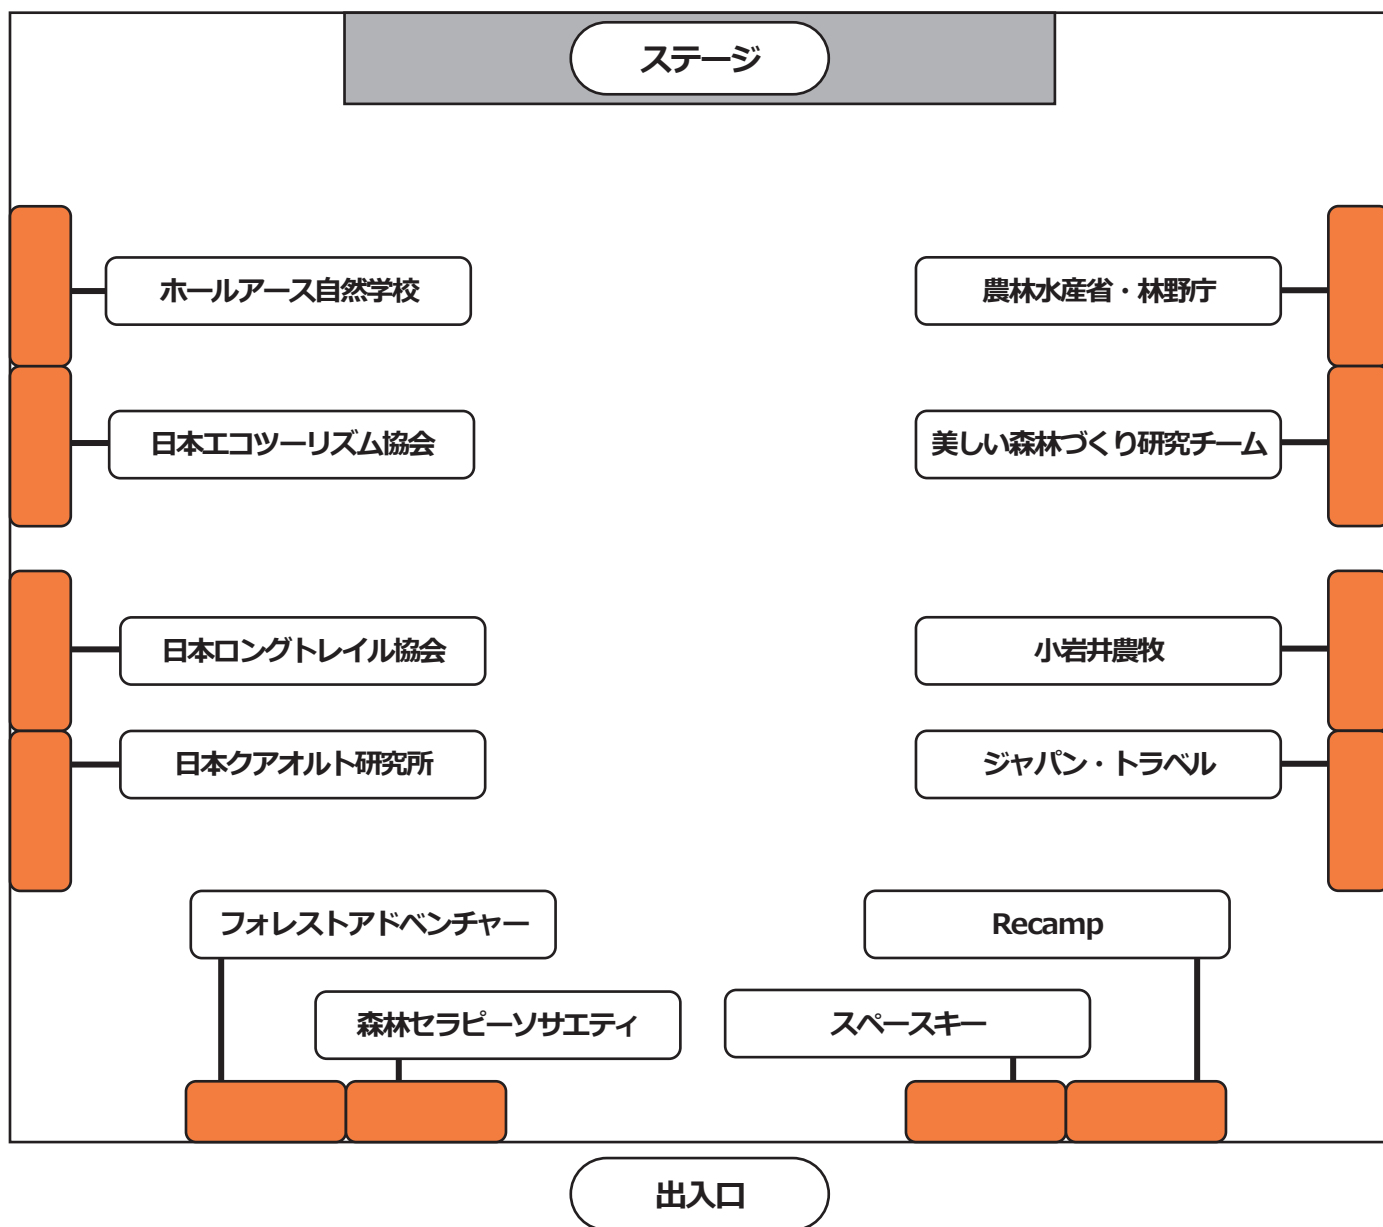 ステージ
ホールアース自然学校
農林水産省・林野庁
日本エコツーリズム協会
美しい森林づくり研究チーム
日本ロングトレイル協会
小岩井農牧
日本クアオルト研究所
ジャパン・トラベル
フォレストアドベンチャー
Recamp
森林セラピーソサエティ
スペースキー
出入口